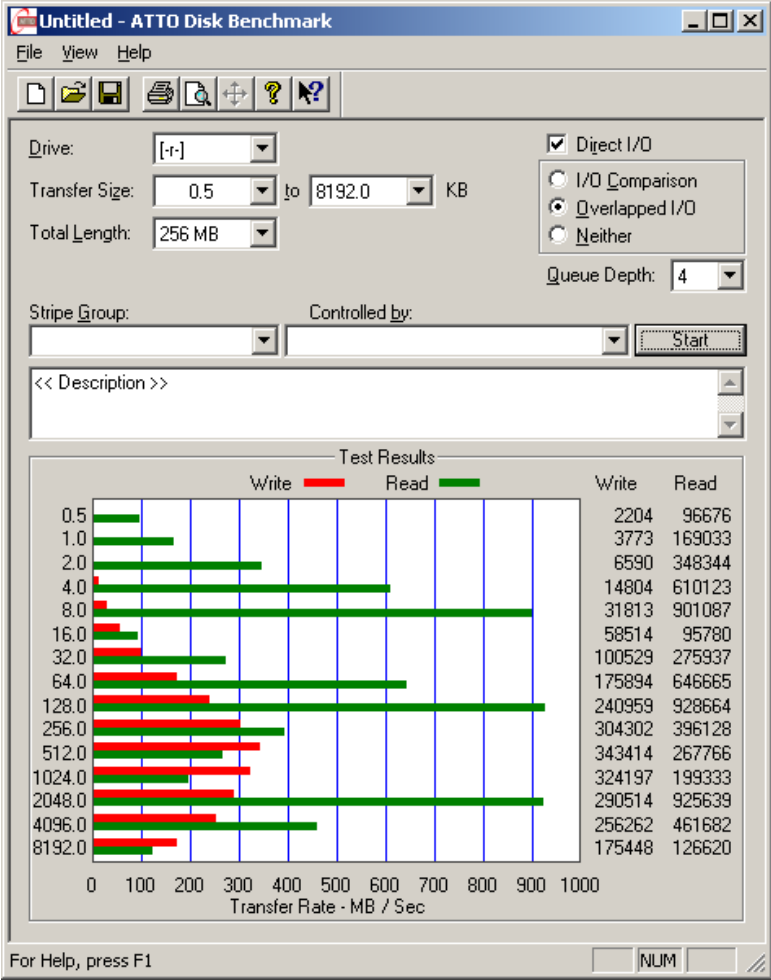 Untitled - ATTO Disk Benchmark
File View Help
Drive: [-r-] Direct I/O
Transfer Size: 0.5 to 8192.0 KB
I/O Comparison
Overlapped I/O
Total Length: 256 MB
Neither
Queue Depth: 4
Stripe Group: Controlled by:
Start
<< Description >>
Test Results
Write Read Write Read
0.5 2204 96676
1.0 3773 169033
2.0 6590 348344
4.0 14804 610123
8.0 31813 901087
16.0 58514 95780
32.0 100529 275937
64.0 175894 646665
128.0 240959 928664
256.0 304302 396128
512.0 343414 267766
1024.0 324197 199333
2048.0 290514 925639
4096.0 256262 461682
8192.0 175448 126620
0 100 200 300 400 500 600 700 800 900 1000
Transfer Rate - MB / Sec
For Help, press F1 NUM